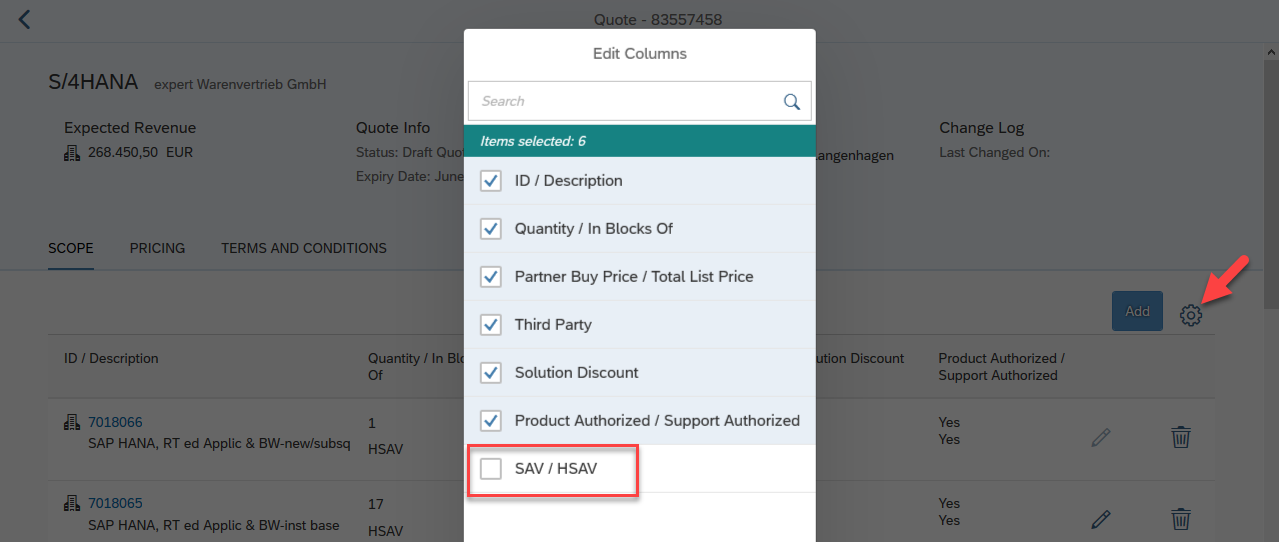 Quote - 83557458
S/4HANA expert Warenvertrieb GmbH
Expected Revenue
268.450,50 EUR
Quote Info
Status: Draft Quo
Expiry Date: June
Langenhagen
Change Log
Last Changed On:
SCOPE PRICING TERMS AND CONDITIONS
Edit Columns
Search
Items selected: 6
ID / Description
Quantity / In Blocks Of
Partner Buy Price / Total List Price
Third Party
Solution Discount
Product Authorized / Support Authorized
SAV / HSAV
Add
ID / Description
Quantity / In Blo
Of
ution Discount
Product Authorized /
Support Authorized
7018066
SAP HANA, RT ed Applic & BW-new/subsq
1
HSAV
Yes
Yes
7018065
SAP HANA, RT ed Applic & BW-inst base
17
HSAV
Yes
Yes